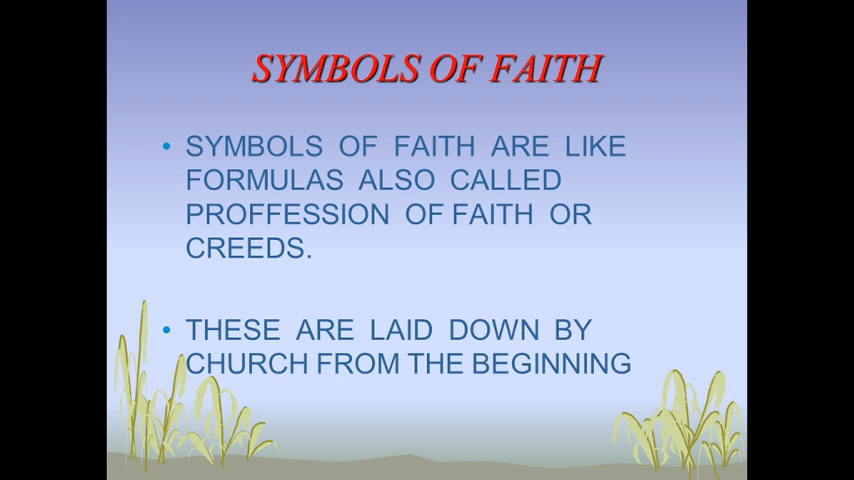 SYMBOLS OF FAITH
• SYMBOLS OF FAITH ARE LIKE
FORMULAS ALSO CALLED
PROFFESSION OF FAITH OR
CREEDS.
• THESE ARE LAID DOWN BY
CHURCH FROM THE BEGINNING